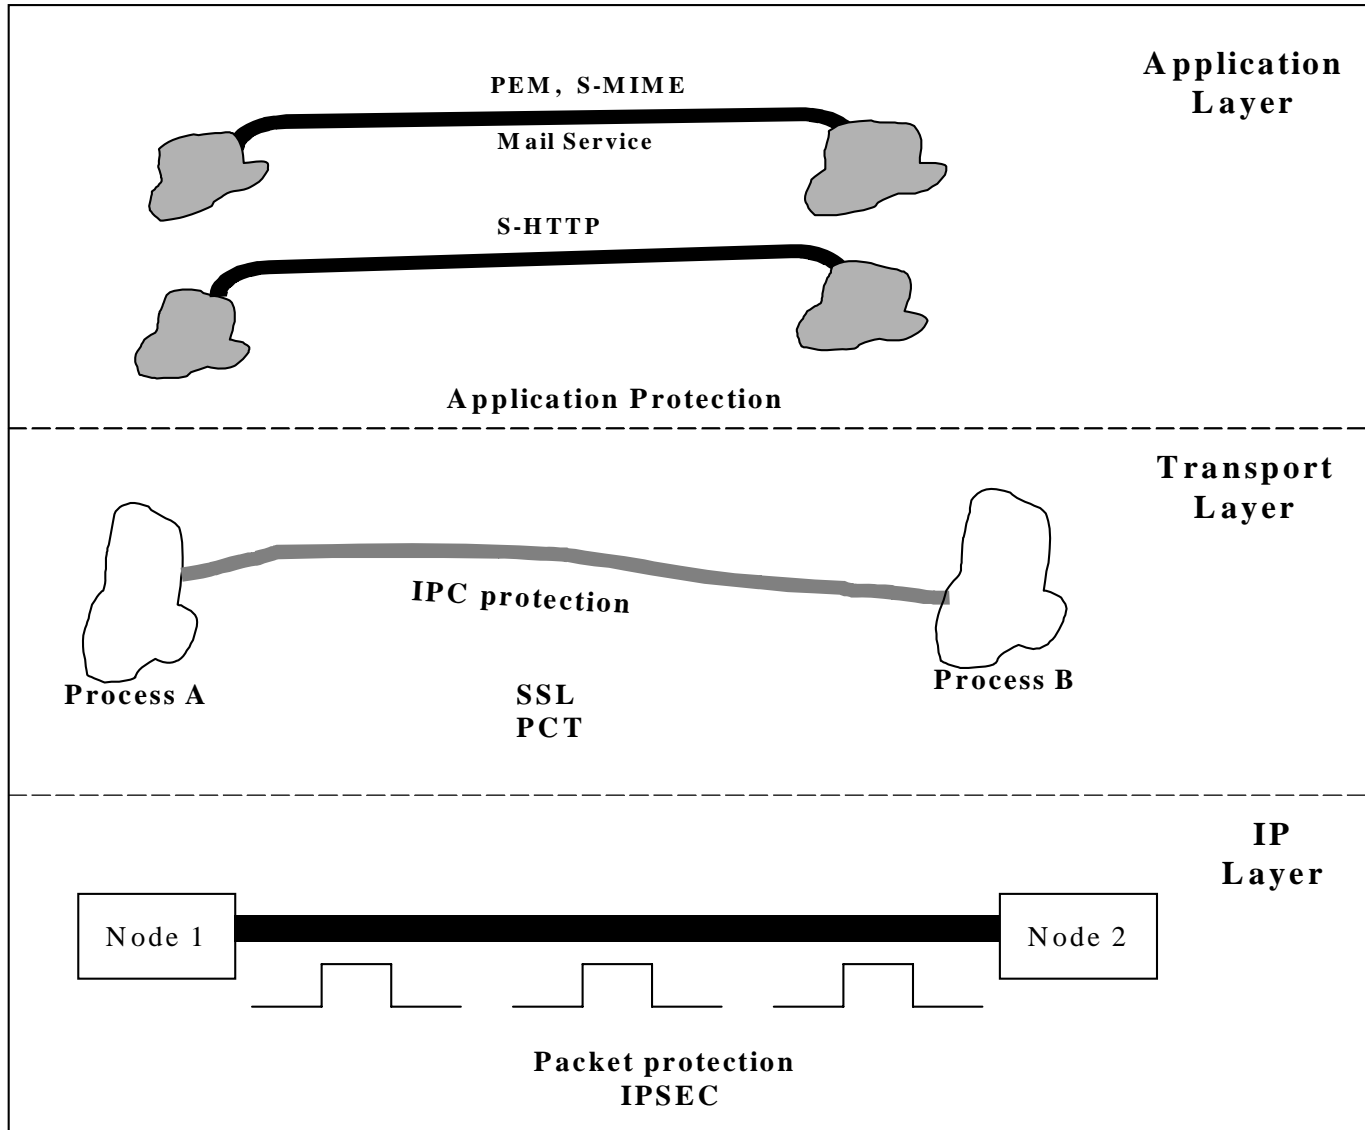 Application
Layer
PEM, S-MIME
Mail Service
S-HTTP
Application Protection
Transport
Layer
IPC protection
Process A
Process B
SSL
PCT
IP
Layer
Node 1
Node 2
Packet protection
IPSEC